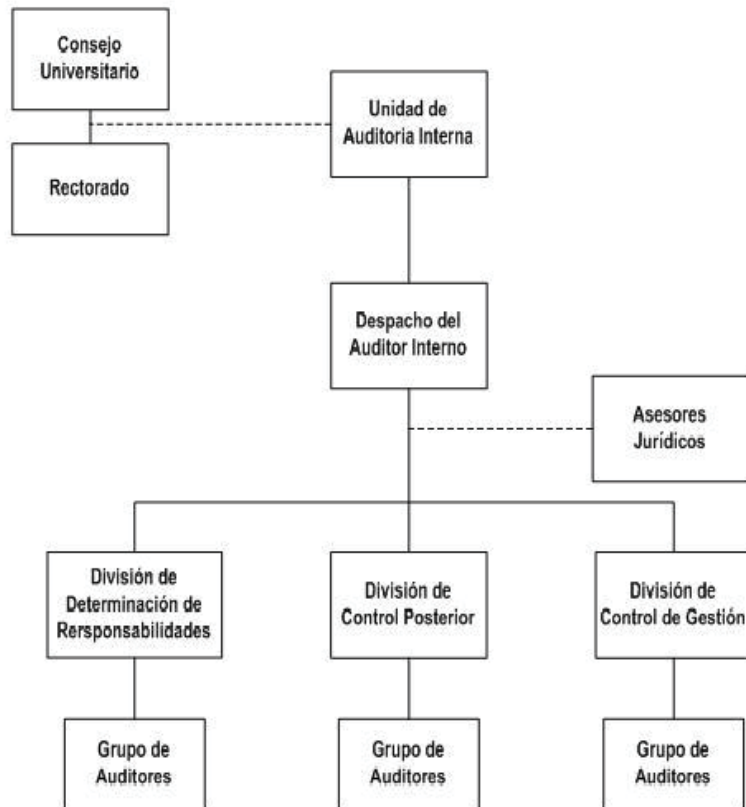 Consejo
Universitario
Unidad de
Auditoria Interna
Rectorado
Despacho del
Auditor Interno
Asesores
Jurídicos
División de
Determinación de
Rersponsabilidades
División de
Control Posterior
División de
Control de Gestión
Grupo de
Auditores
Grupo de
Auditores
Grupo de
Auditores